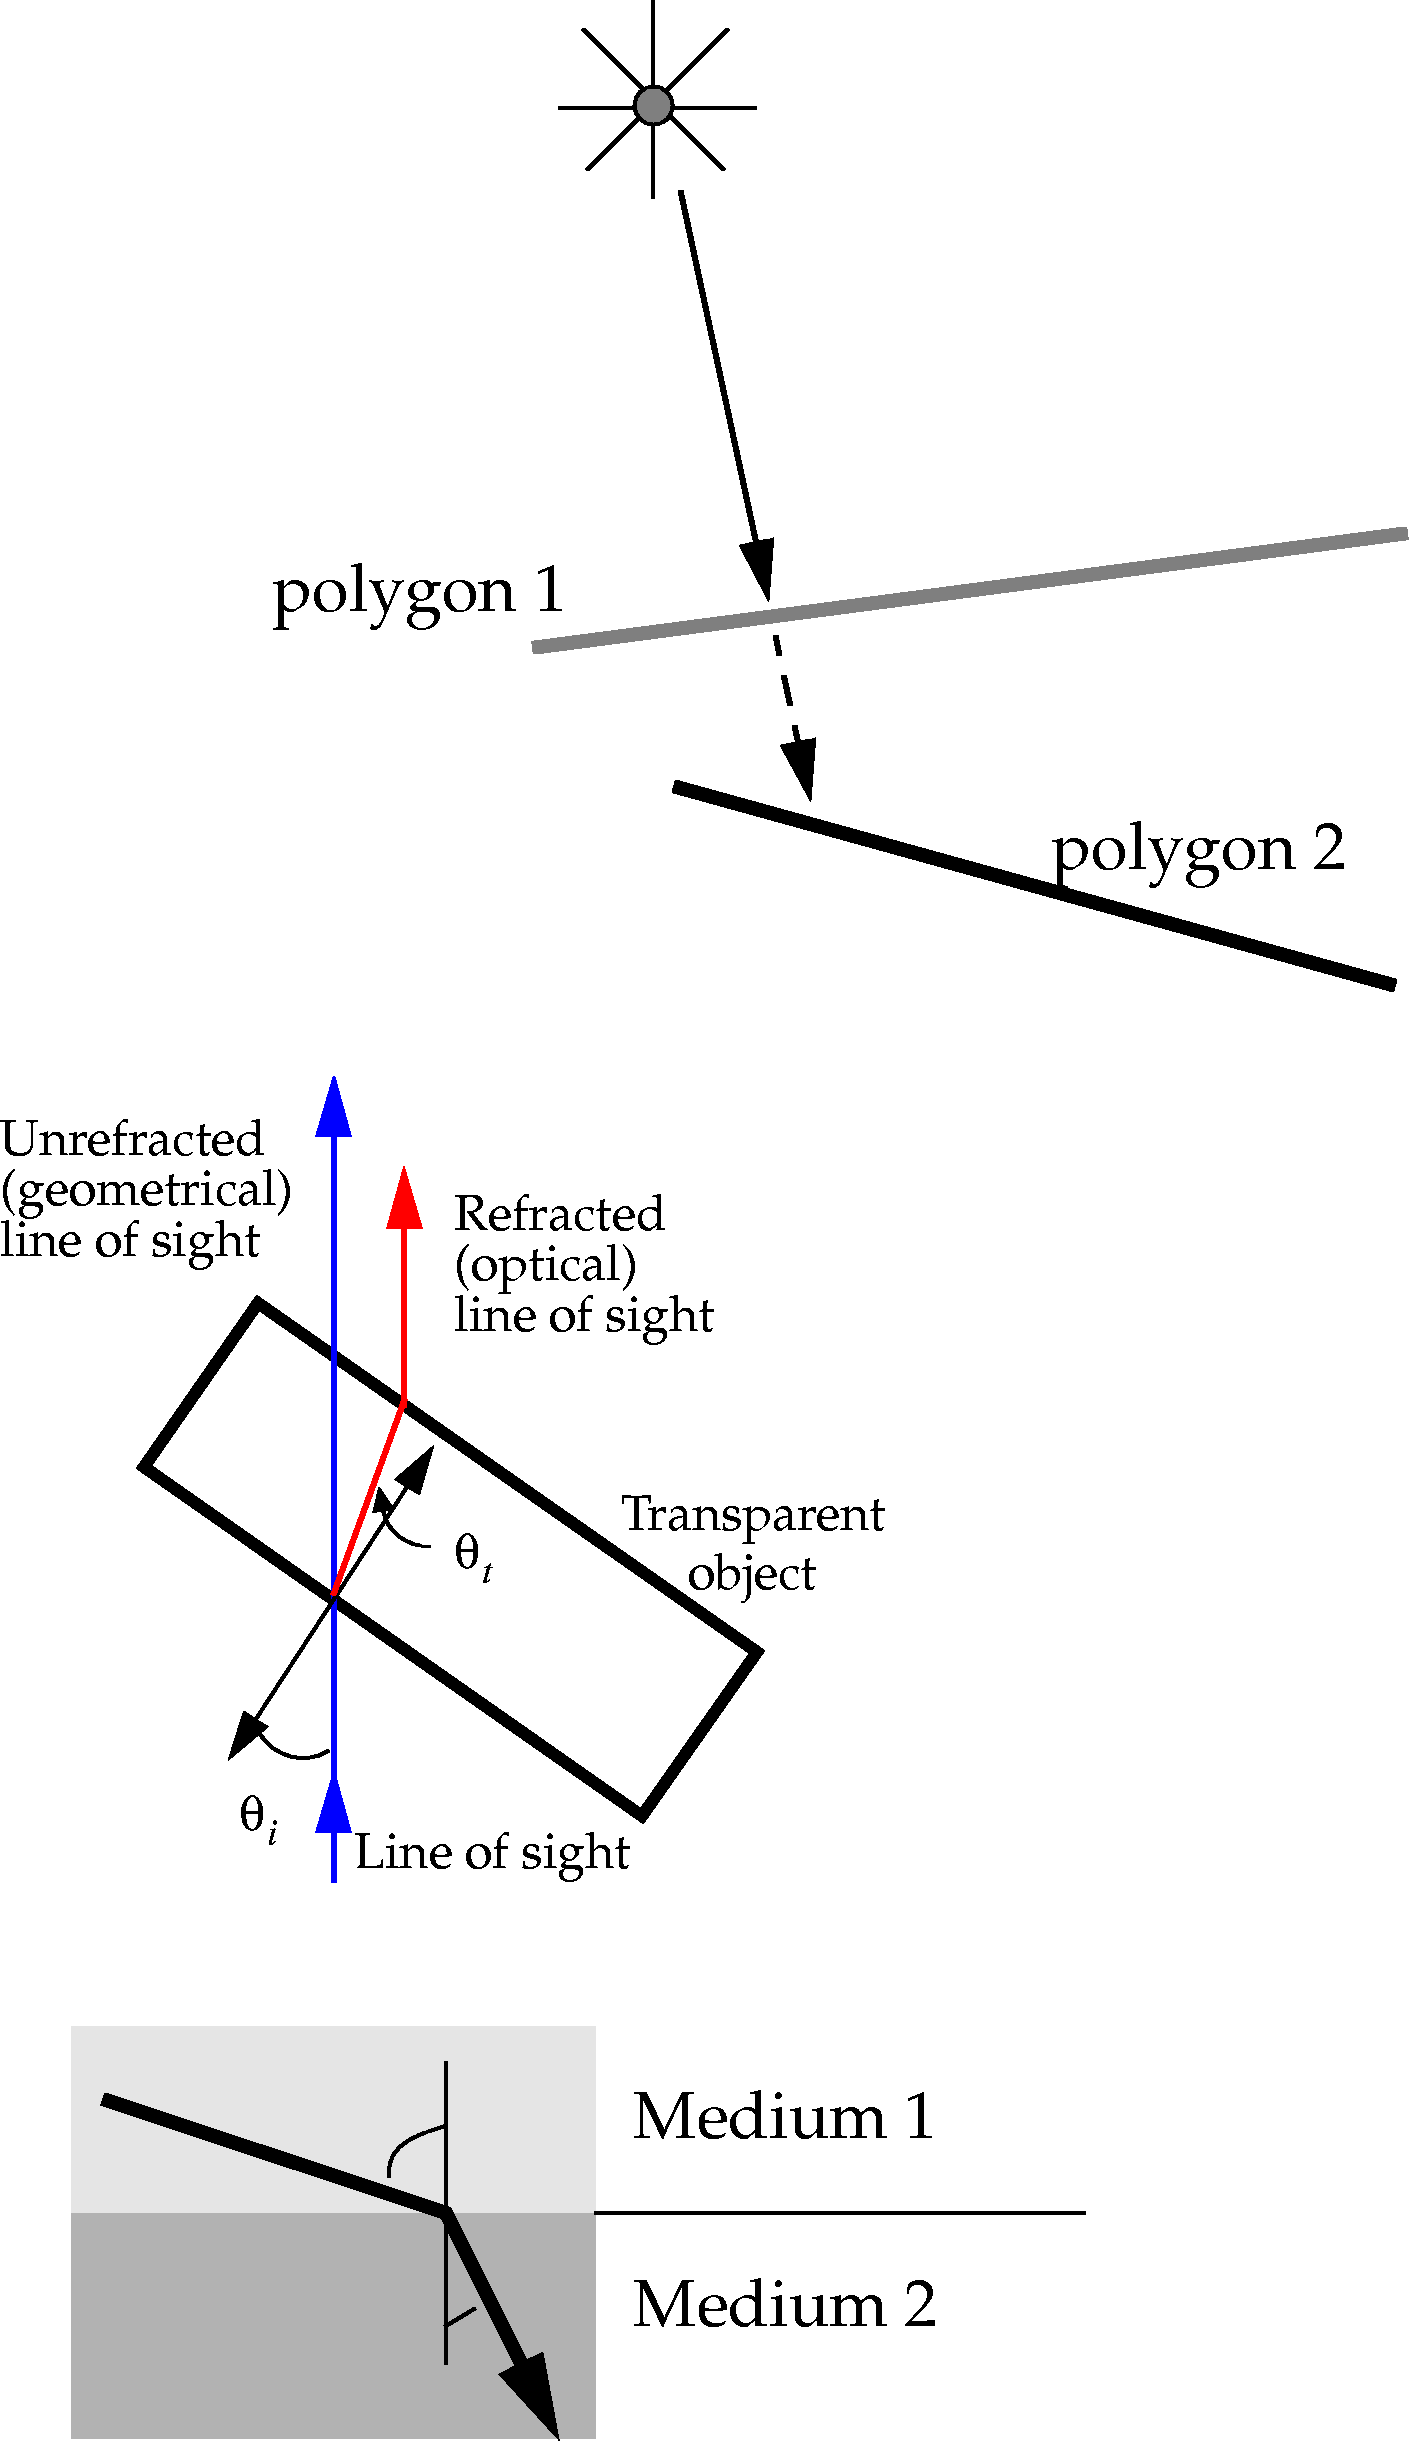 polygon 1
polygon 2
Unrefracted
(geometrical)
line of sight
Refracted
(optical)
line of sight
Transparent
object
θt
θi
Line of sight
Medium 1
Medium 2